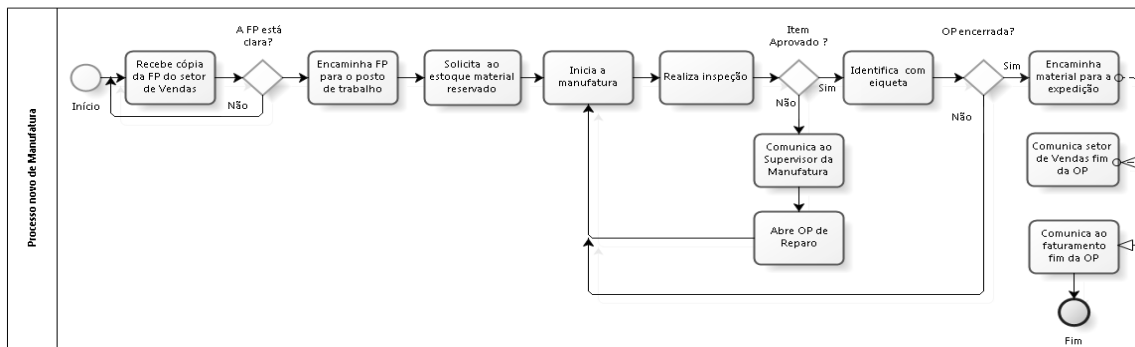 Processo novo de Manufatura
Início
Recebe cópia
da FP do setor
de Vendas
A FP está
clara?
Não
Encaminha FP
para o posto
de trabalho
Solicita ao
estoque material
reservado
Inicia a
manufatura
Realiza inspeção
Item
Aprovado ?
Não
Sim
Comunica ao
Supervisor da
Manufatura
Abre OP de
Reparo
Identifica com
eiqueta
OP encerrada?
Sim
Não
Encaminha
material para a
expedição
Comunica setor
de Vendas fim
da OP
Comunica ao
faturamento
fim da OP
Fim